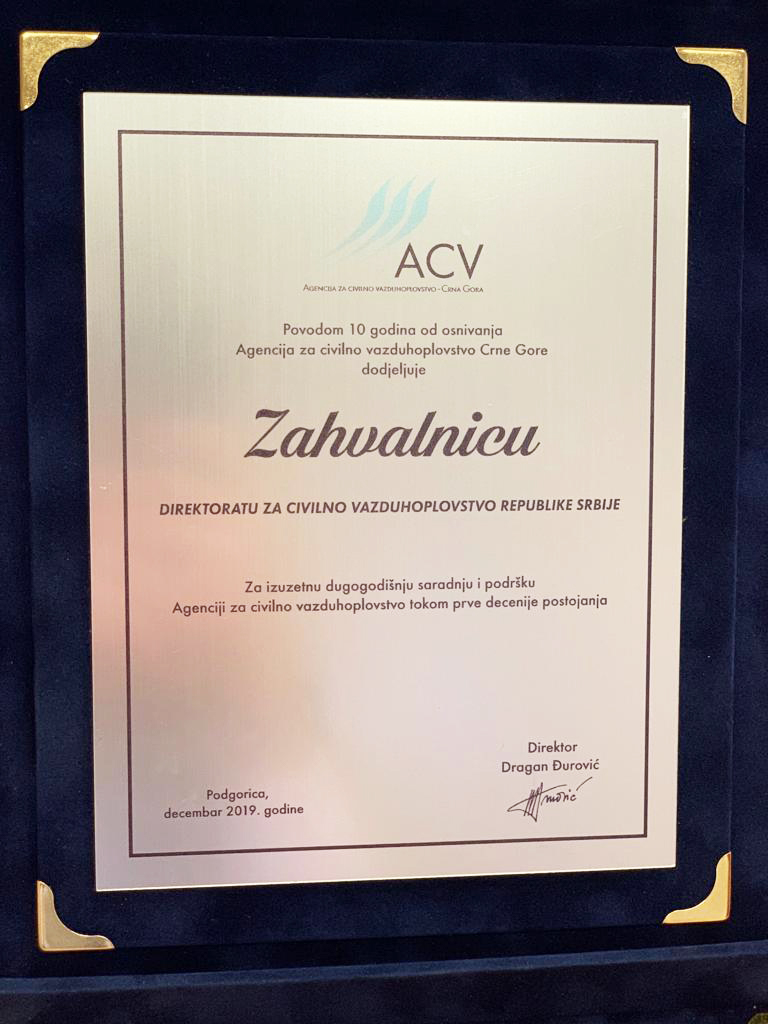 ACV
AGENCIJA ZA CIVILNO VAZDUHOPLOVSTVO - CRNA GORA
Povodom 10 godina od osnivanja
Agencija za civilno vazduhoplovstvo Crne Gore
dodjeljuje
Zahvalnicu
DIREKTORATU ZA CIVILNO VAZDUHOPLOVSTVO REPUBLIKE SRBIJE
Za izuzetnu dugogodišnju saradnju i podršku
Agenciji za civilno vazduhoplovstvo tokom prve decenije postojanja
Direktor
Dragan Đurović
Podgorica,
decembar 2019. godine